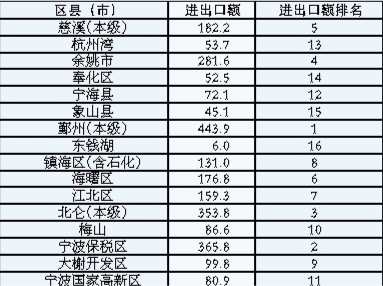 区县（市） 进出口额 进出口额排名
慈溪(本级) 182.2 5
杭州湾 53.7 13
余姚市 281.6 4
奉化区 52.5 14
宁海县 72.1 12
象山县 45.1 15
鄞州(本级) 443.9 1
东钱湖 6.0 16
镇海区(含石化) 131.0 8
海曙区 176.8 6
江北区 159.3 7
北仑(本级) 353.8 3
梅山 86.6 10
宁波保税区 365.8 2
大榭开发区 99.8 9
宁波国家高新区 80.9 11